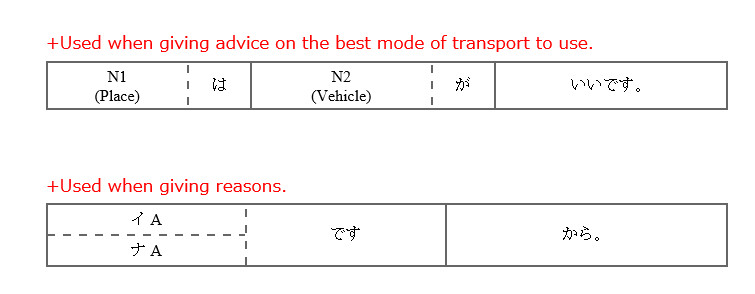 +Used when giving advice on the best mode of transport to use.
N1 は N2 が いいです。
(Place) (Vehicle)
+Used when giving reasons.
イ A
です から。
ナ A